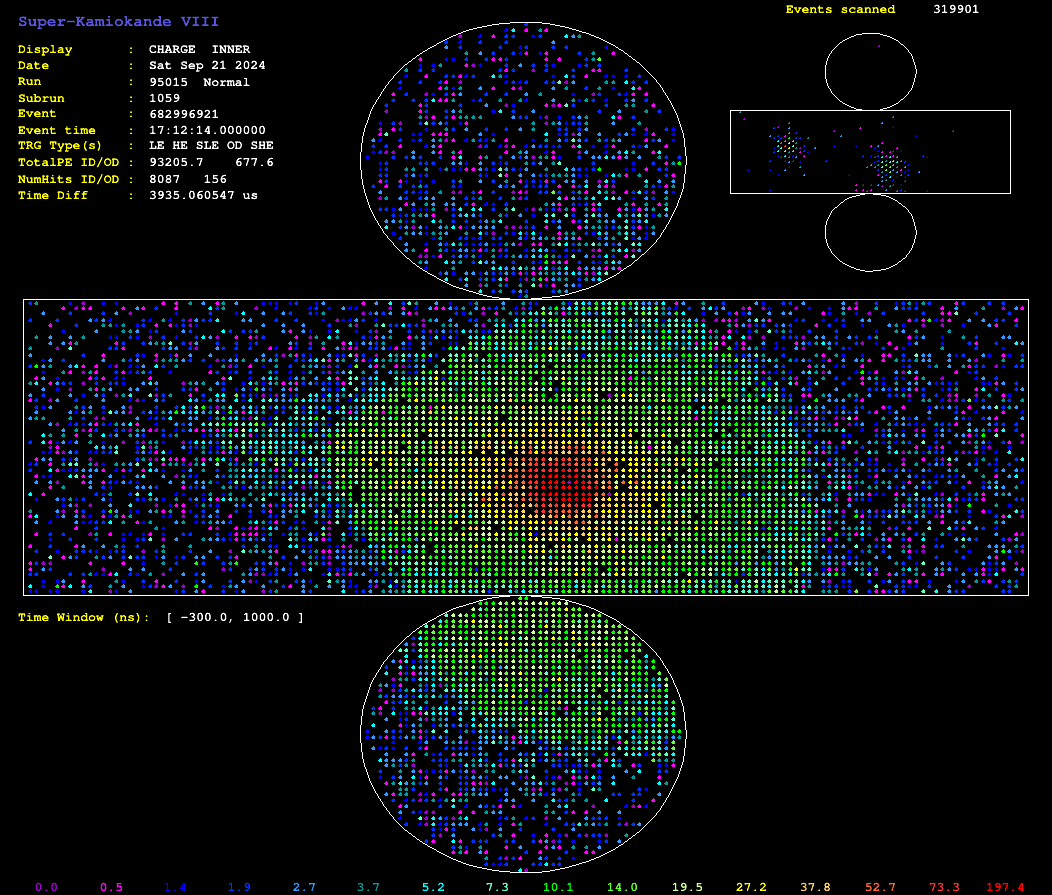 Super-Kamiokande VIII
Display : CHARGE INNER
Date : Sat Sep 21 2024
Run : 95015 Normal
Subrun : 1059
Event : 682996921
Event time : 17:12:14.000000
TRG Type(s) : LE HE SLE OD SHE
TotalPE ID/OD : 93205.7 677.6
NumHits ID/OD : 8087 156
Time Diff : 3935.060547 us
Events scanned 319901
Time Window (ns): [ -300.0, 1000.0 ]
0.0 0.5 1.4 1.9 2.7 3.7 5.2 7.3 10.1 14.0 19.5 27.2 37.8 52.7 73.3 197.4